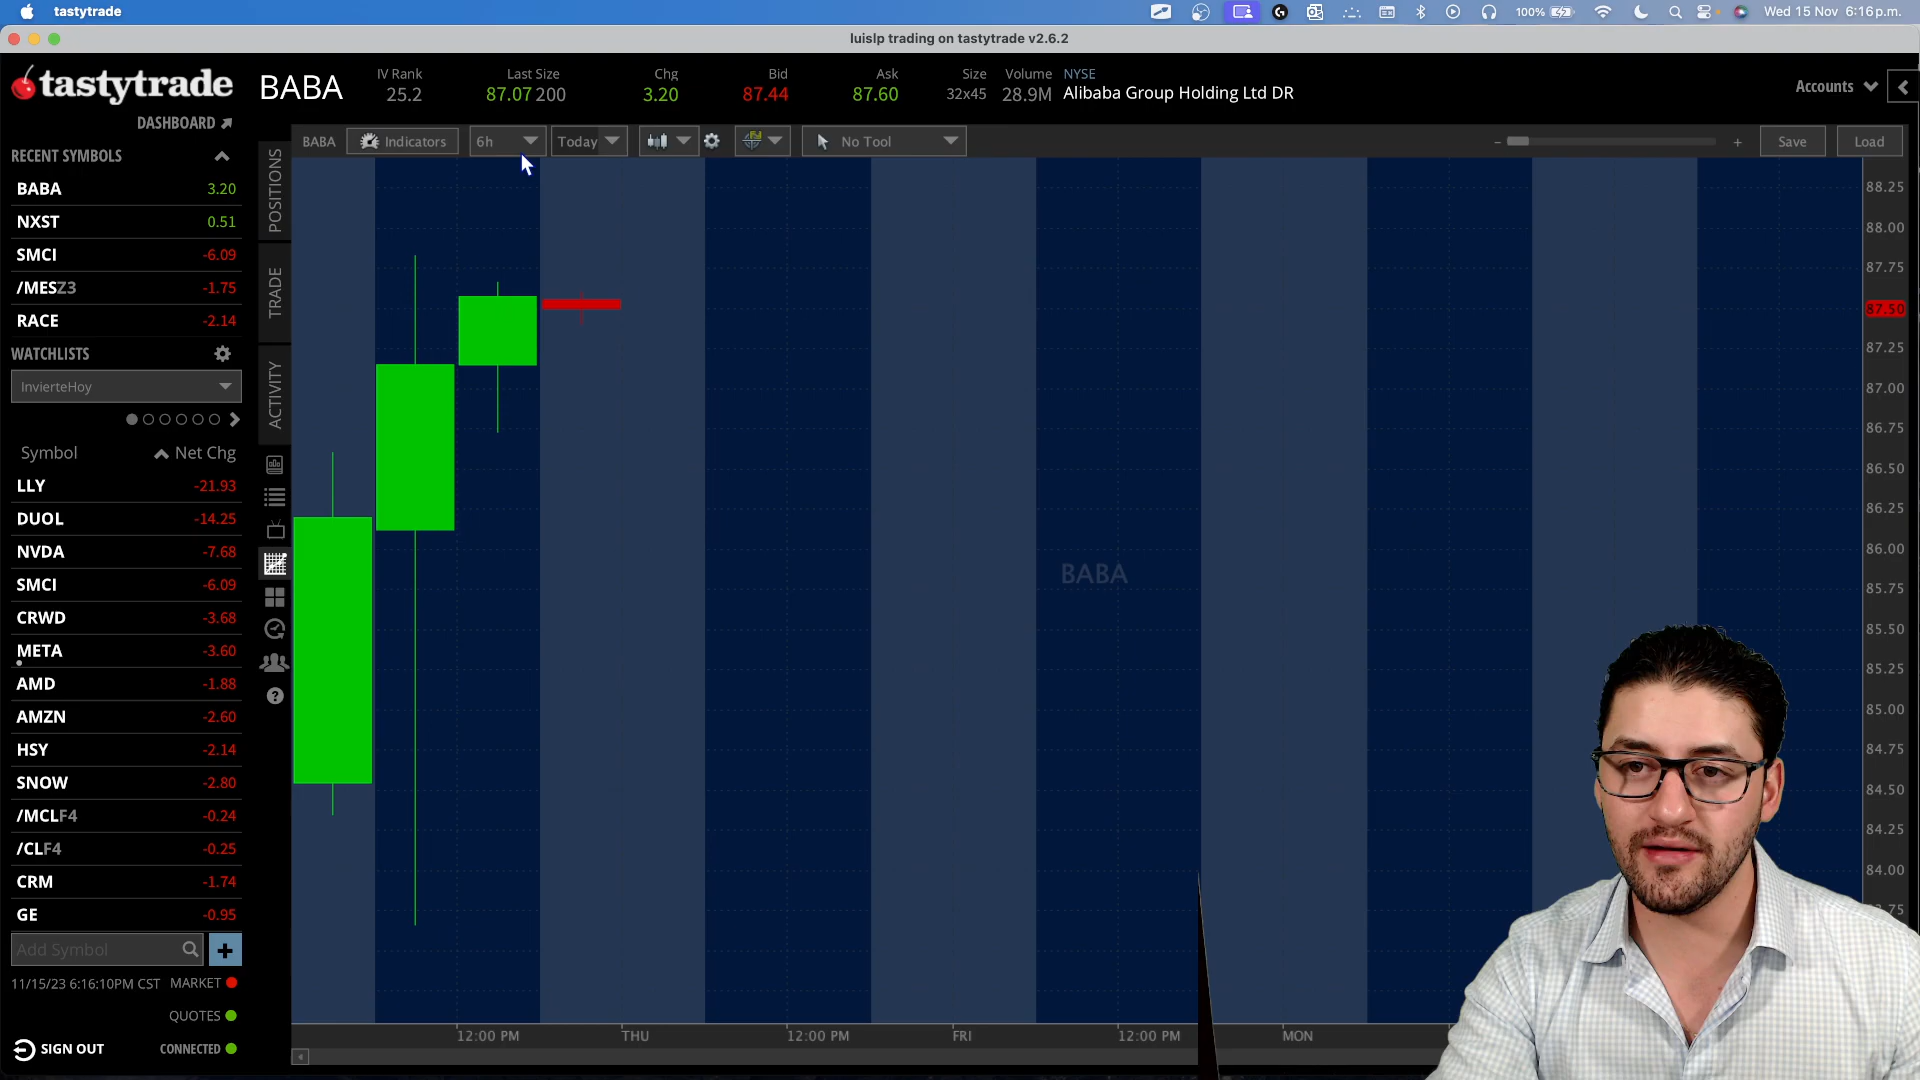 tastytrade
100%
Wed 15 Nov 6:16 p.m.
luislp trading on tastytrade v2.6.2
tastytrade
DASHBOARD
BABA
IV Rank
25.2
Last Size
87.07 200
Chg
3.20
Bid
87.44
Ask
87.60
Size
32x45
Volume
28.9M
NYSE
Alibaba Group Holding Ltd DR
Accounts
BABA
Indicators
6h
Today
No Tool
-
+
Save
Load
RECENT SYMBOLS
BABA 3.20
NXST 0.51
SMCI -6.09
/MESZ3 -1.75
RACE -2.14
WATCHLISTS
InvierteHoy
Symbol Net Chg
LLY -21.93
DUOL -14.25
NVDA -7.68
SMCI -6.09
CRWD -3.68
META -3.60
AMD -1.88
AMZN -2.60
HSY -2.14
SNOW -2.80
/MCLF4 -0.24
/CLF4 -0.25
CRM -1.74
GE -0.95
Add Symbol
+
11/15/23 6:16:10PM CST MARKET
QUOTES
SIGN OUT CONNECTED
POSITIONS
TRADE
ACTIVITY
?
BABA
88.25
88.00
87.75
87.50
87.25
87.00
86.75
86.50
86.25
86.00
85.75
85.50
85.25
85.00
84.75
84.50
84.25
84.00
12:00 PM THU 12:00 PM FRI 12:00 PM MON